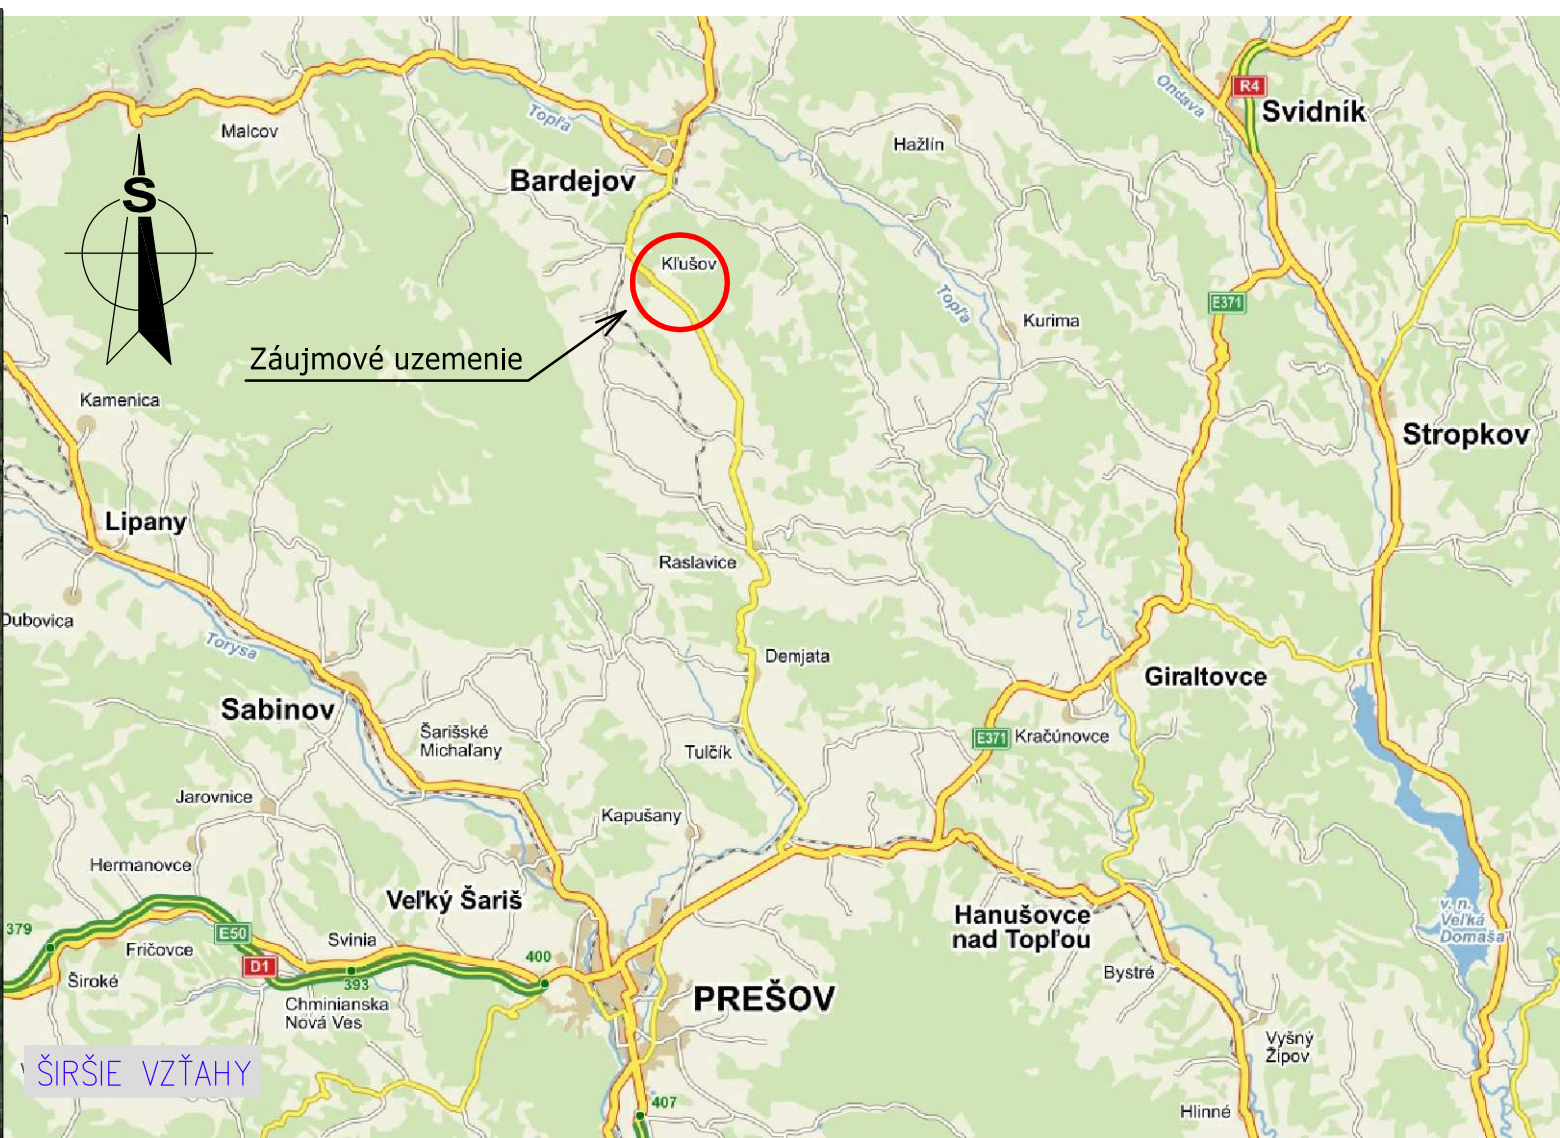 R4
Svidník
Ondava
Topľa
Malcov
Hažlín
Bardejov
S
Kľušov
Topľa
E371
Kurima
Záujmové uzemenie
Kamenica
Stropkov
Lipany
Raslavice
Dubovica
Torysa
Demjata
Giraltovce
Sabinov
Šarišské
Michaľany
Tulčík
E371
Kračúnovce
Jarovnice
Kapušany
Hermanovce
Veľký Šariš
v. n.
Veľká
Domaša
Hanušovce
nad Topľou
379
E50
Svinia
Fričovce
400
D1
393
Široké
Bystré
Chminianska
Nová Ves
PREŠOV
Vyšný
Žipov
ŠIRŠIE VZŤAHY
407
Hlinné